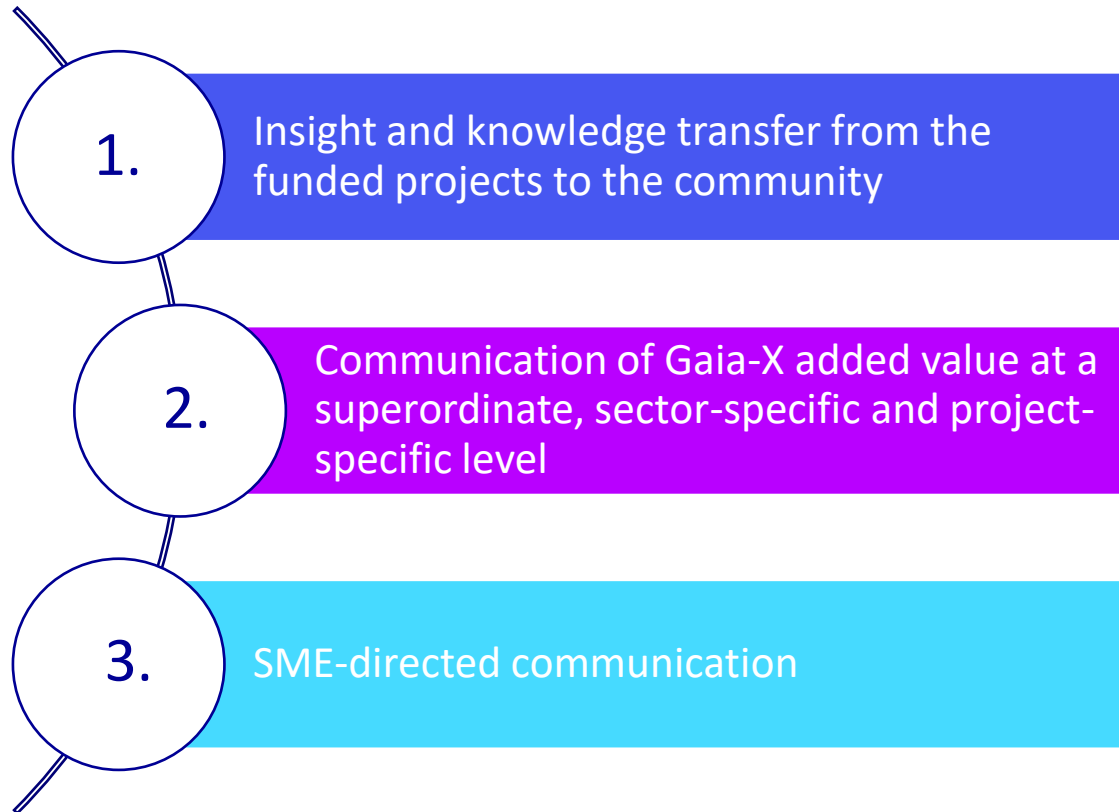 1.
Insight and knowledge transfer from the
funded projects to the community
2.
Communication of Gaia-X added value at a
superordinate, sector-specific and project-
specific level
3.
SME-directed communication